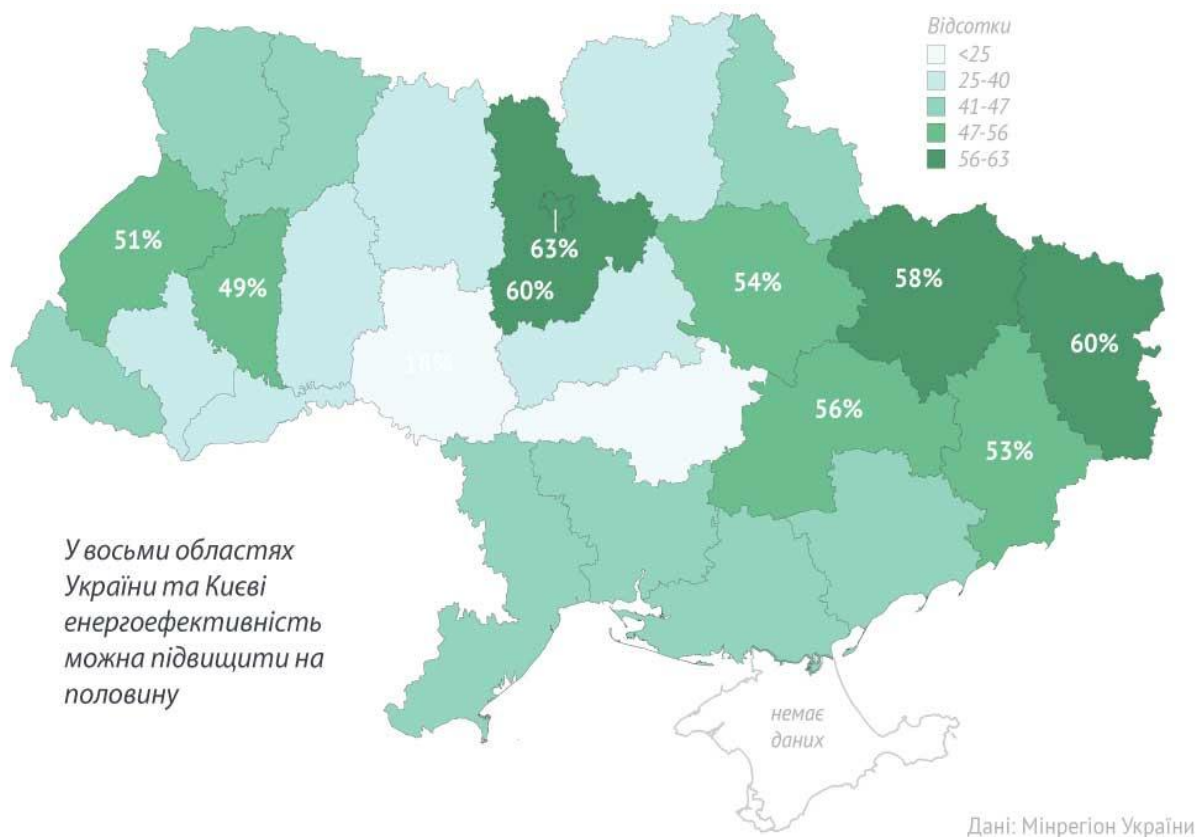 Відсотки
<25
25-40
41-47
47-56
56-63
51%
49%
63%
60%
54%
58%
60%
56%
53%
У восьми областях
України та Києві
енергоефективність
можна підвищити на
половину
немає
даних
Дані: Мінрегіон України